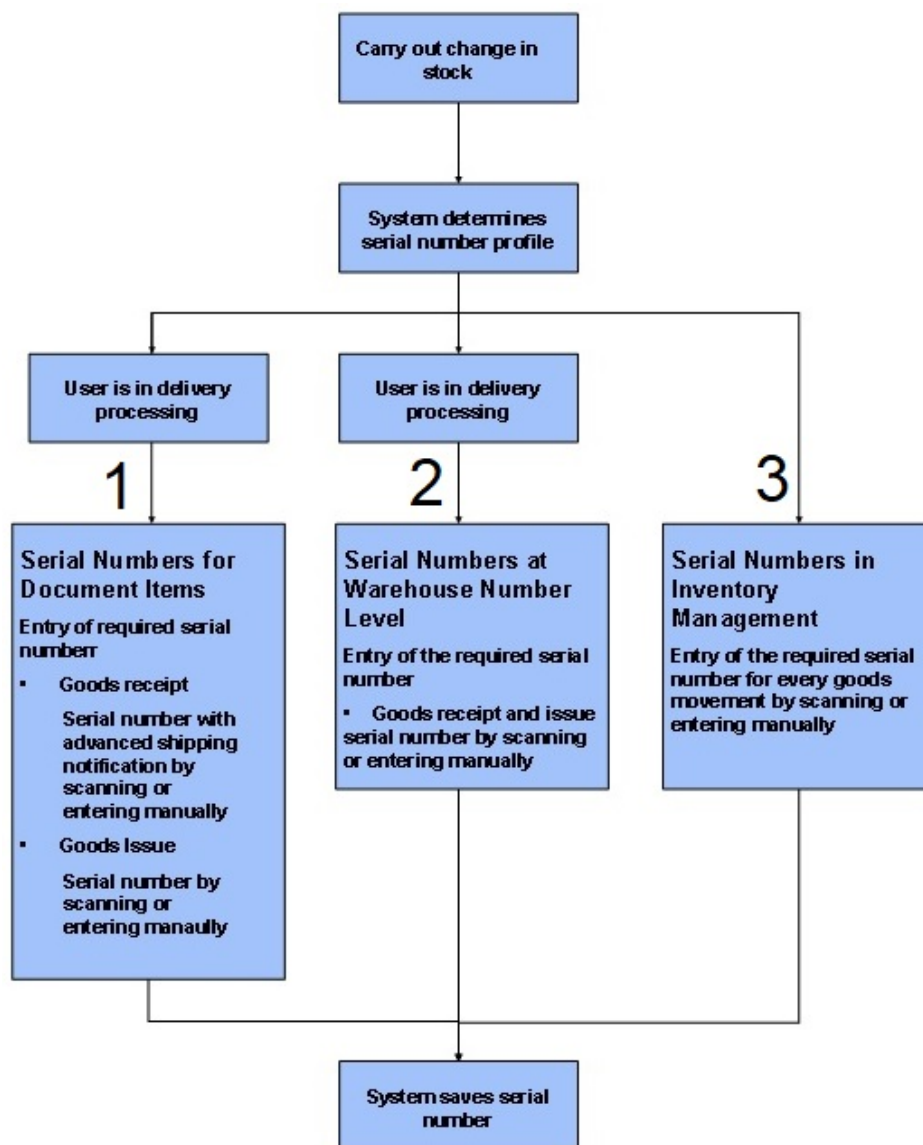 Carry out change in
stock
System determines
serial number profile
User is in delivery
processing
User is in delivery
processing
1
2
3
Serial Numbers for
Document Items
Entry of required serial
numberr
▪ Goods receipt
Serial number with
advanced shipping
notification by
scanning or
entering manually
▪ Goods Issue
Serial number by
scanning or
entering manaully
Serial Numbers at
Warehouse Number
Level
Entry of the required serial
number
▪ Goods receipt and issue
serial number by scanning
or entering manually
Serial Numbers in
Inventory
Management
Entry of the required serial
number for every goods
movement by scanning or
entering manually
System saves serial
number